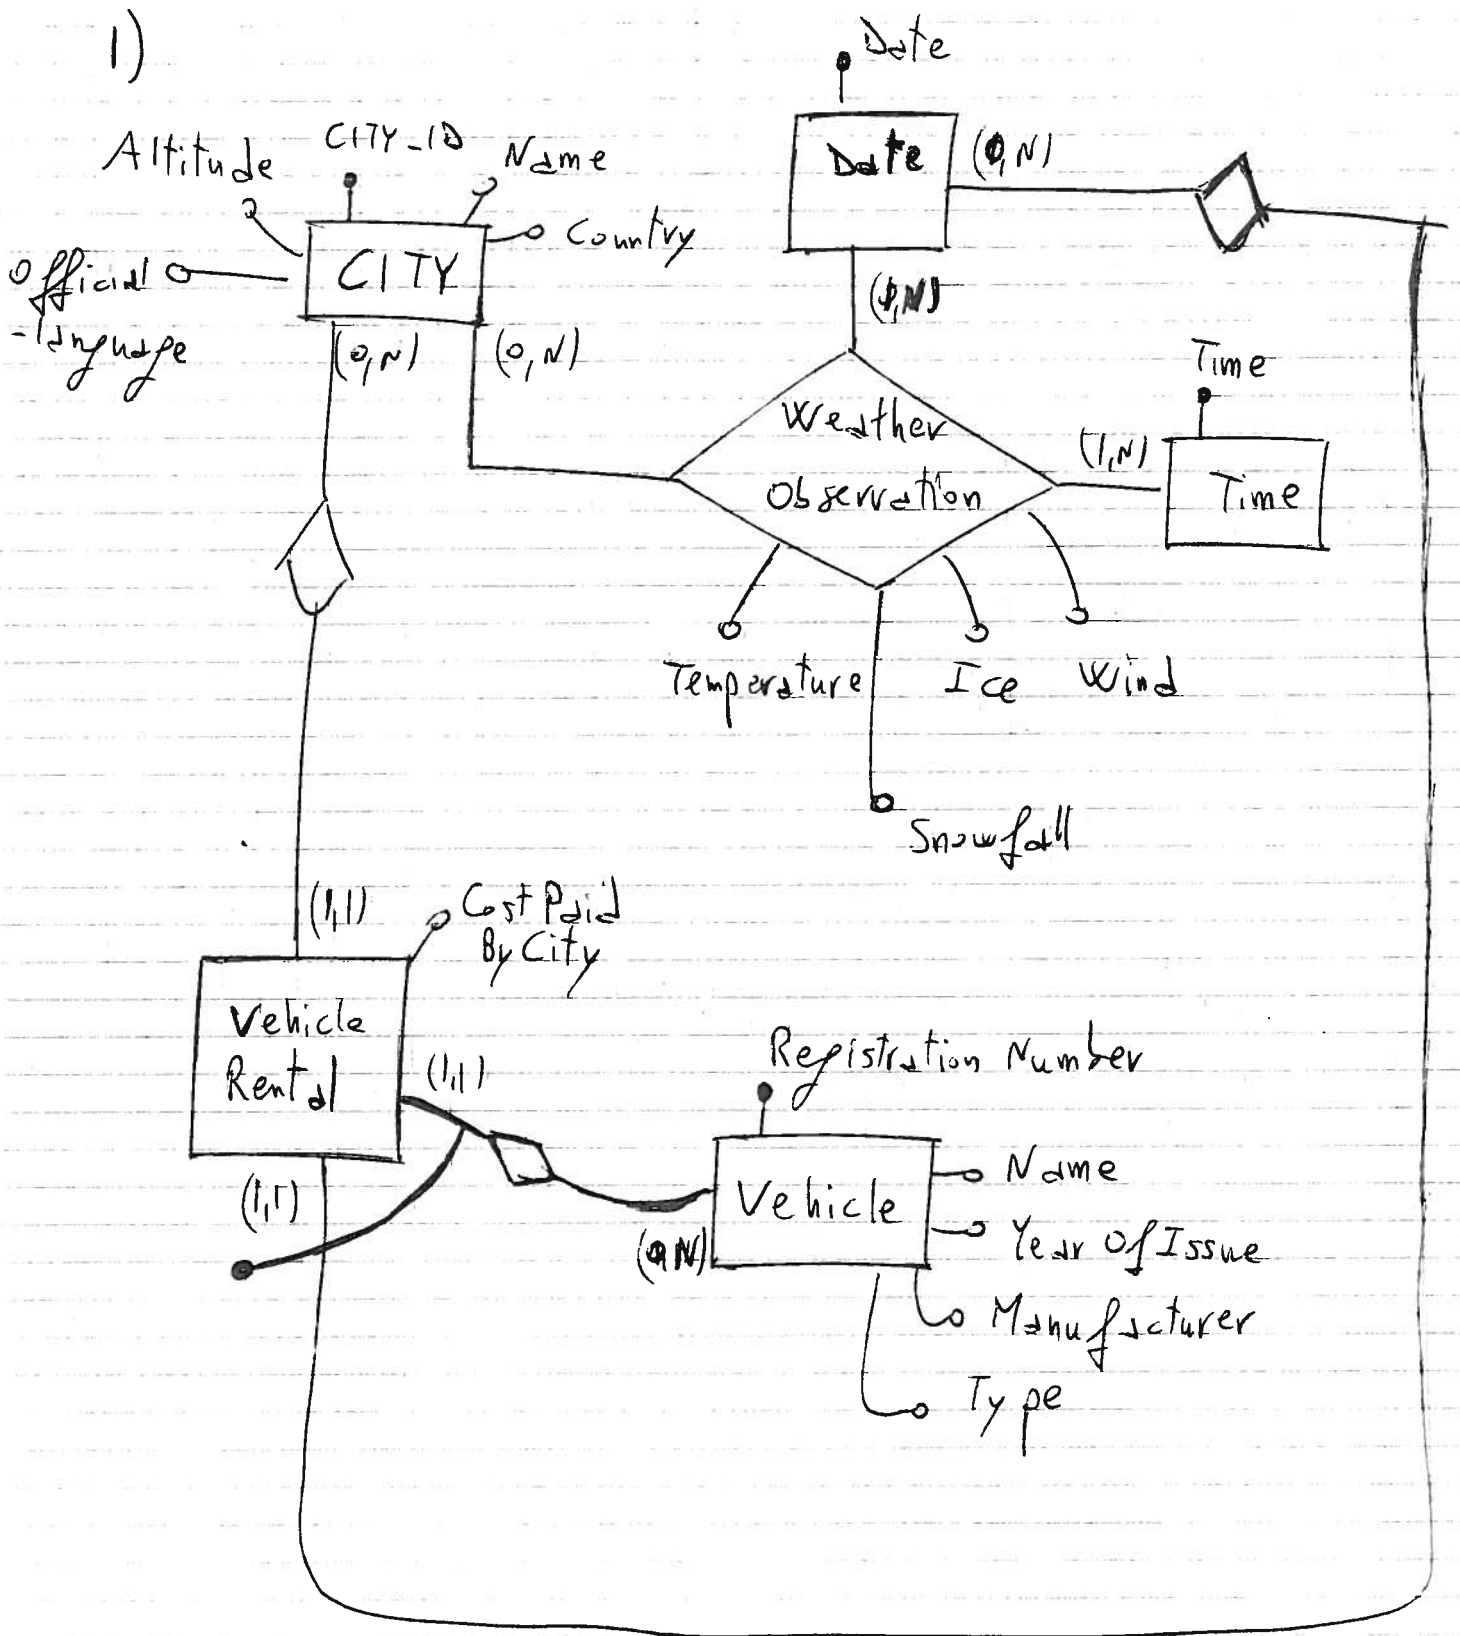 1)
Date
Altitude
CITY_ID
Name
Country
Official
-language
CITY
(0,N)
(0,N)
Date
(0,N)
Weather
Observation
(1,N)
Time
Time
Temperature
Ice
Wind
Snowfall
(1,1)
Cost Paid
By City
Vehicle
Rental
(1,1)
(1,1)
Registration Number
Vehicle
Name
Year Of Issue
Manufacturer
Type